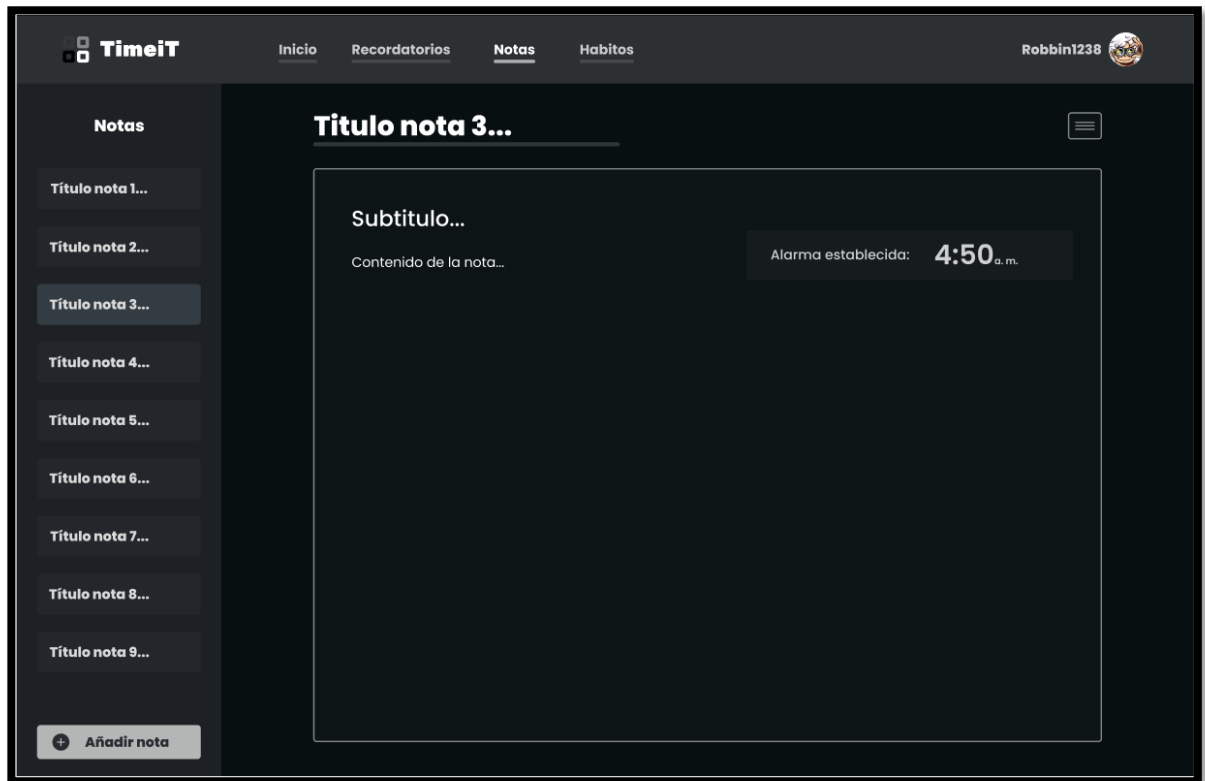 TimeiT
Inicio Recordatorios Notas Habitos
Robbin1238
Notas
Título nota 1...
Título nota 2...
Título nota 3...
Título nota 4...
Título nota 5...
Título nota 6...
Título nota 7...
Título nota 8...
Título nota 9...
Añadir nota
Titulo nota 3...
Subtitulo...
Contenido de la nota...
Alarma establecida: 4:50 a. m.